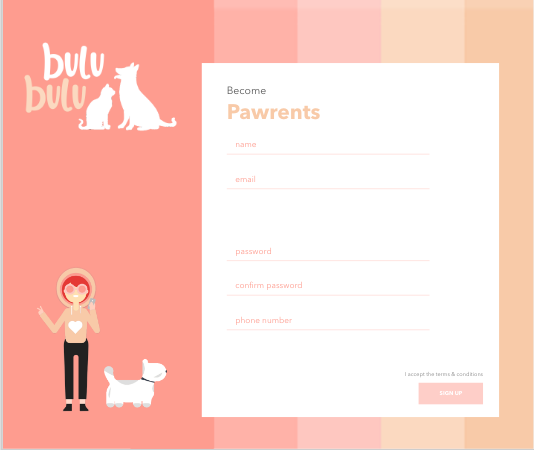 bulu
bulu
Become
Pawrents
name
email
password
confirm password
phone number
I accept the terms & conditions
SIGN UP